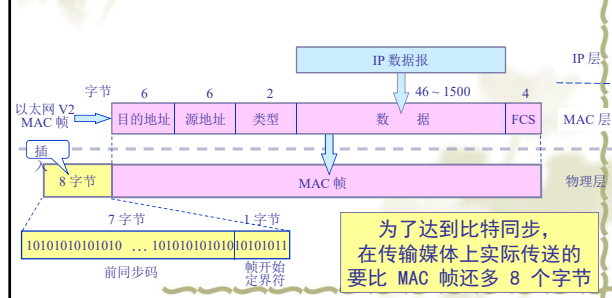 IP 数据报
IP 层
字节
6
6
2
46 ~ 1500
4
以太网 V2
MAC 帧
目的地址
源地址
类型
数 据
FCS
MAC 层
插
入
8 字节
MAC 帧
物理层
7 字节
1 字节
10101010101010 … 101010101010
10101011
前同步码
帧开始
定界符
为了达到比特同步，
在传输媒体上实际传送的
要比 MAC 帧还多 8 个字节